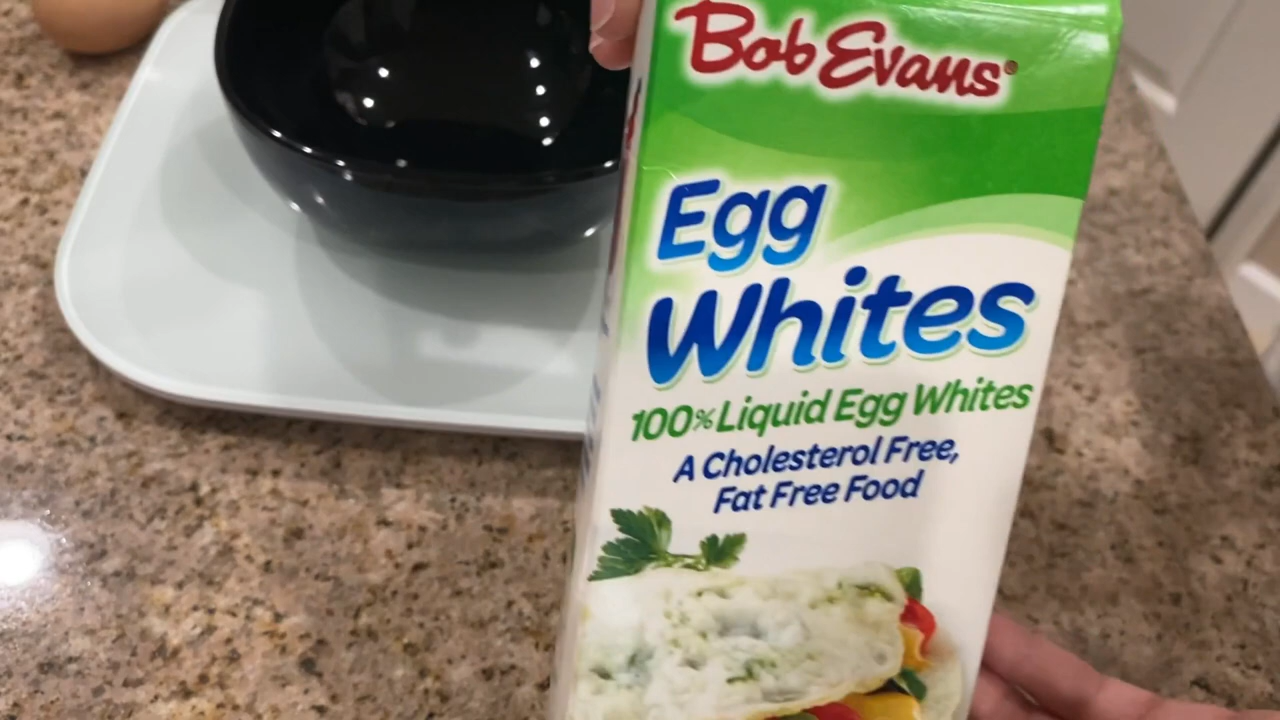 Bob Evans®
Egg
Whites
100% Liquid Egg Whites
A Cholesterol Free,
Fat Free Food